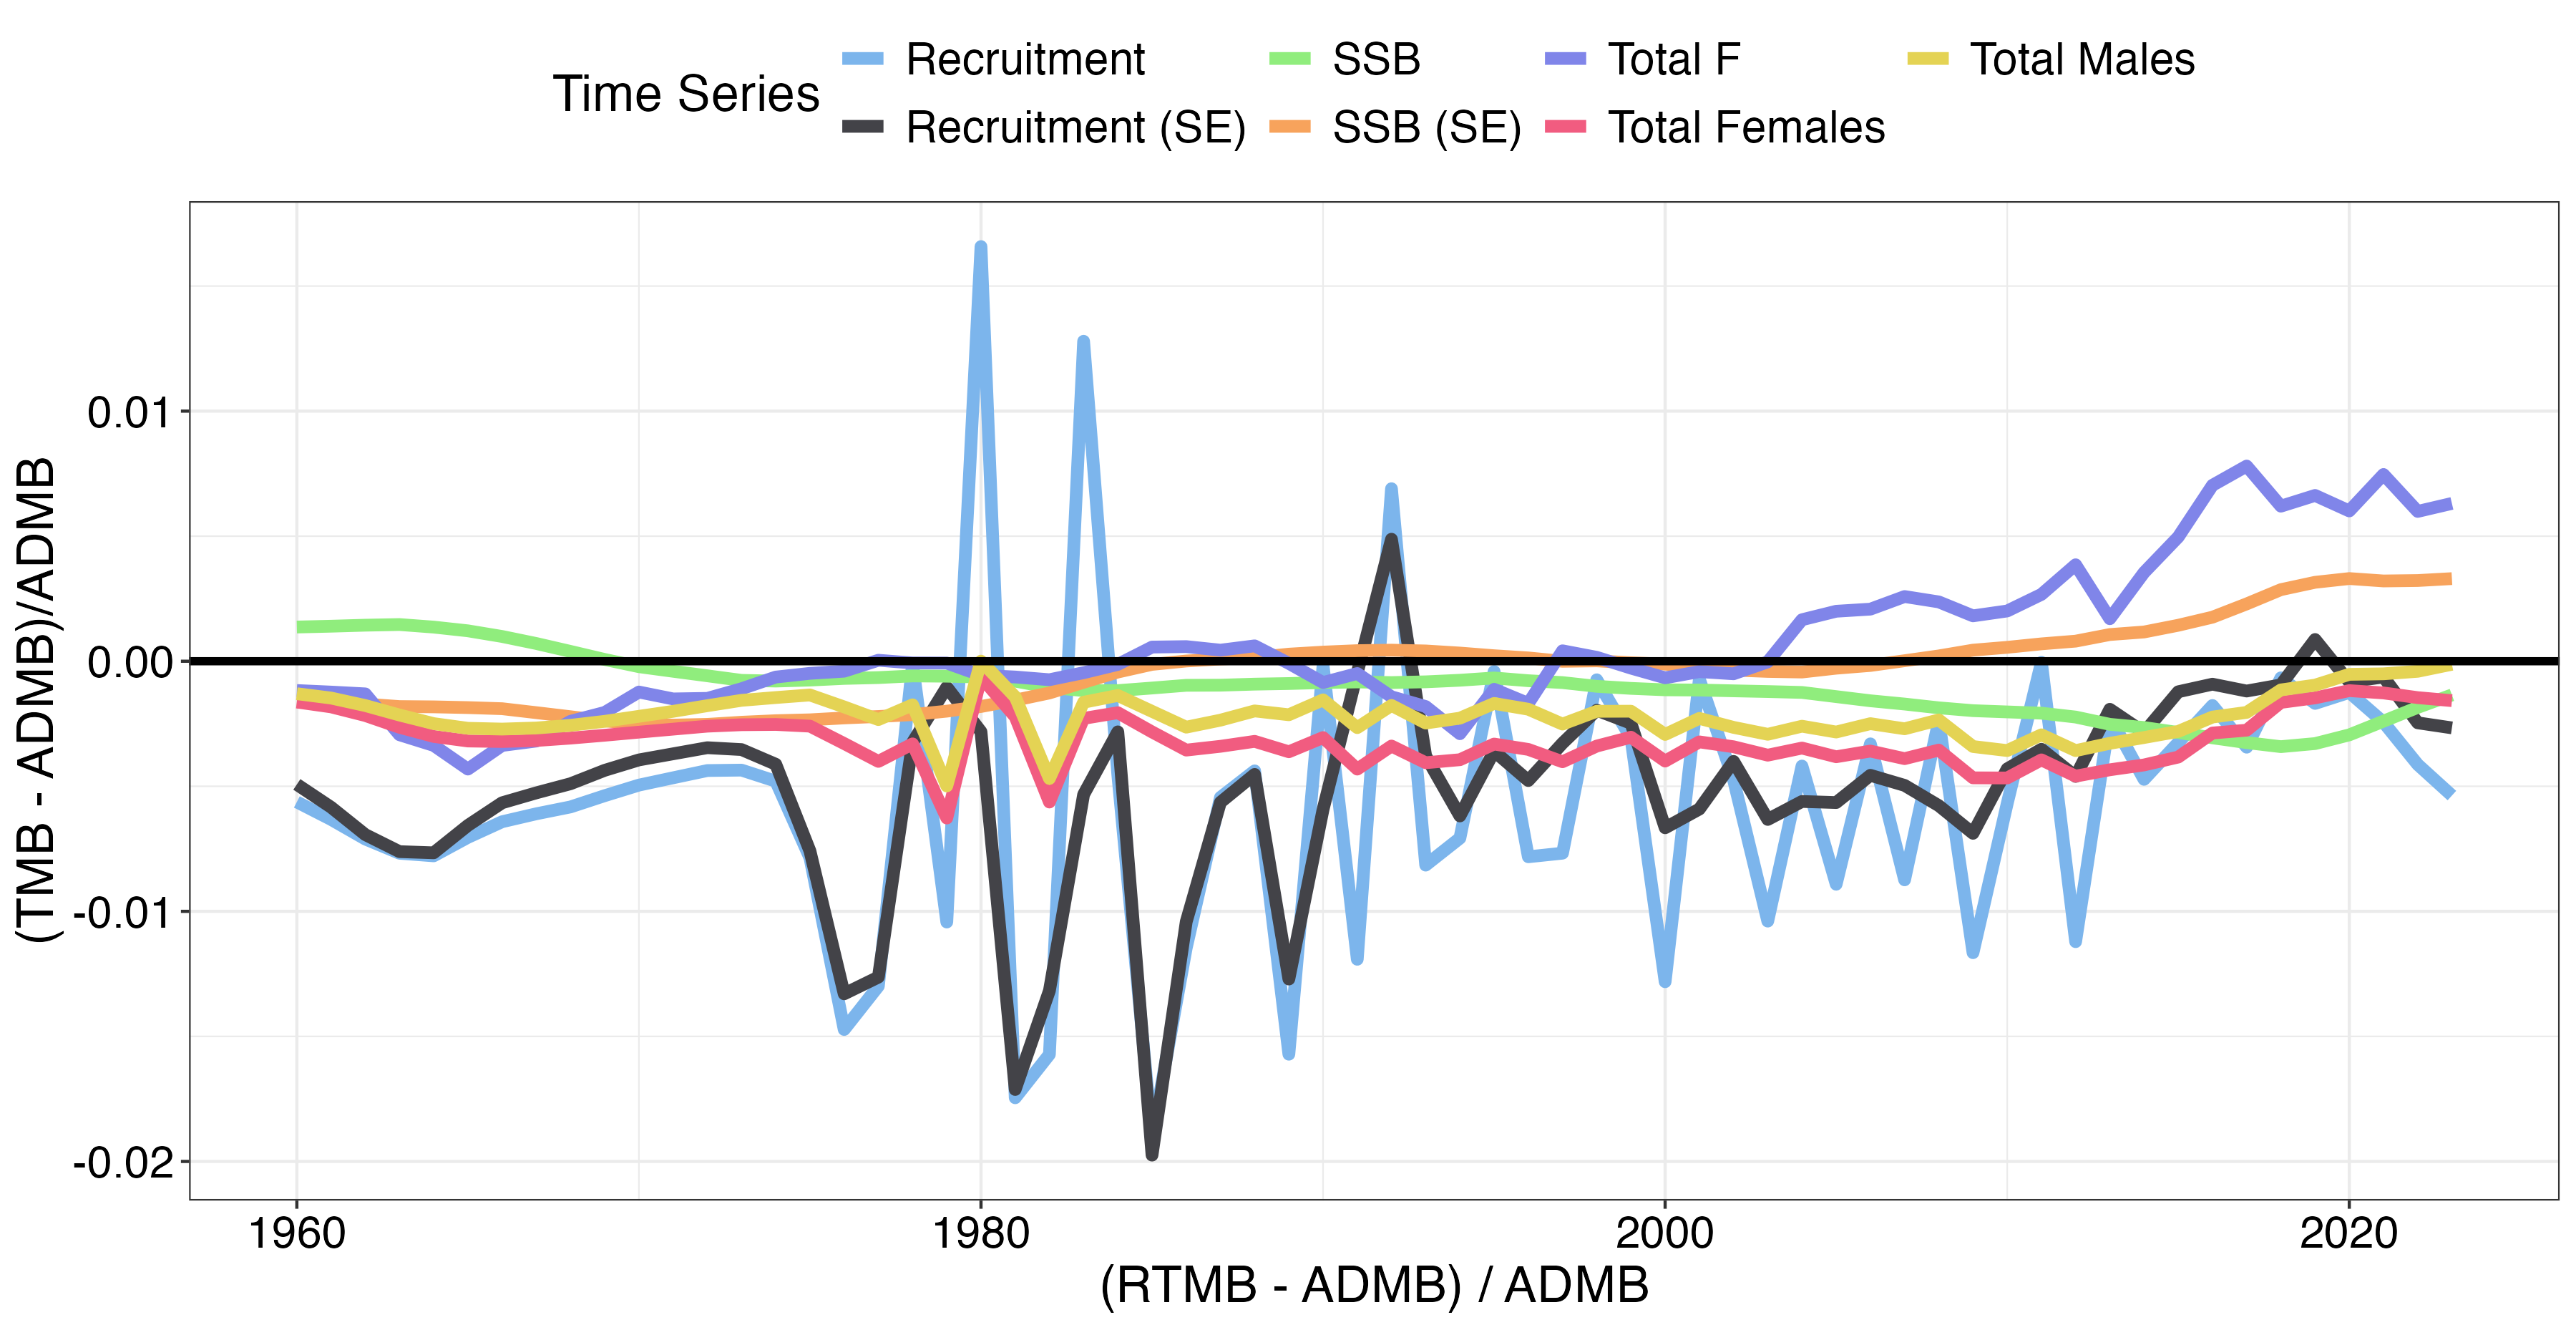 Time Series
Recruitment
SSB
Total F
Total Males
Recruitment (SE)
SSB (SE)
Total Females
(TMB - ADMB)/ADMB
0.01
0.00
-0.01
-0.02
1960
1980
2000
2020
(RTMB - ADMB) / ADMB